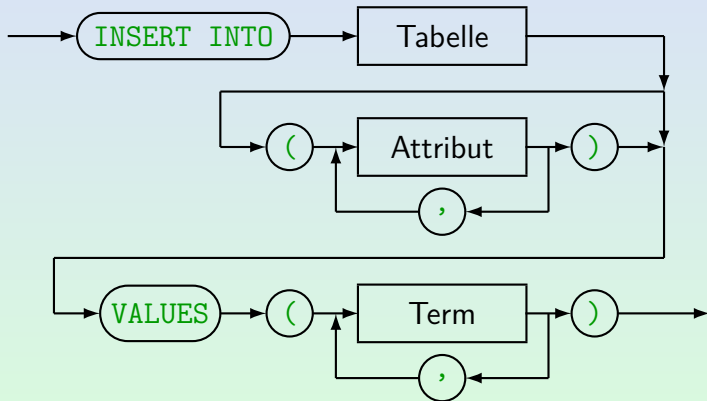 INSERT INTO Tabelle
( Attribut )
,
VALUES ( Term )
,